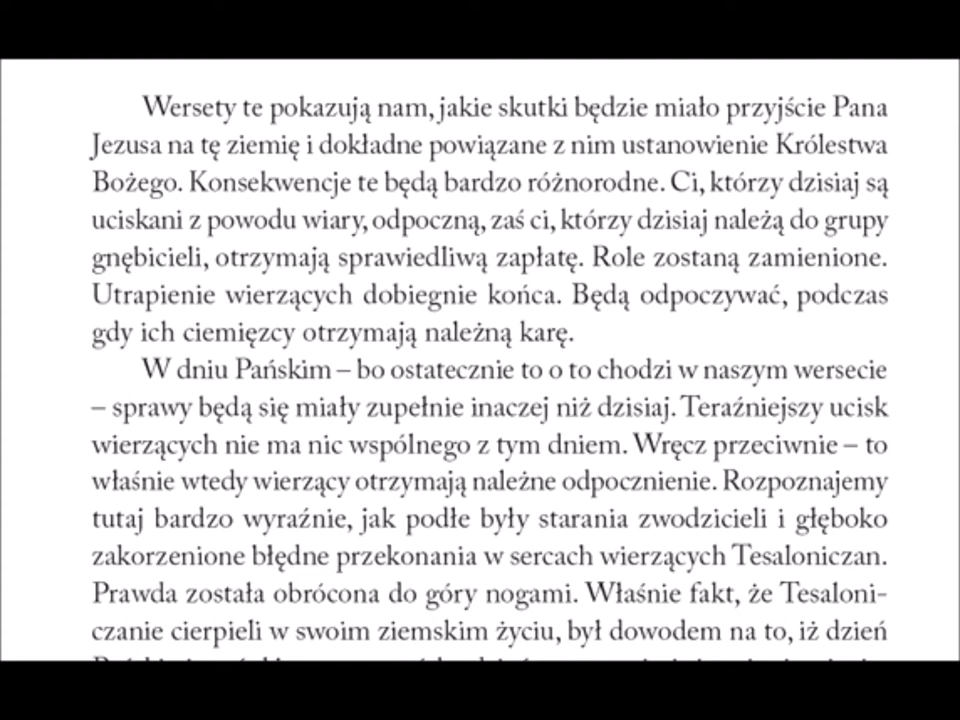 Wersety te pokazują nam, jakie skutki będzie miało przyjście Pana
Jezusa na tę ziemię i dokładne powiązane z nim ustanowienie Królestwa
Bożego. Konsekwencje te będą bardzo różnorodne. Ci, którzy dzisiaj są
uciskani z powodu wiary, odpoczną, zaś ci, którzy dzisiaj należą do grupy
gnębicieli, otrzymają sprawiedliwą zapłatę. Role zostaną zamienione.
Utrapienie wierzących dobiegnie końca. Będą odpoczywać, podczas
gdy ich ciemięzcy otrzymają należną karę.
W dniu Pańskim – bo ostatecznie to o to chodzi w naszym wersecie
– sprawy będą się miały zupełnie inaczej niż dzisiaj. Teraźniejszy ucisk
wierzących nie ma nic wspólnego z tym dniem. Wręcz przeciwnie – to
właśnie wtedy wierzący otrzymają należne odpocznienie. Rozpoznajemy
tutaj bardzo wyraźnie, jak podłe były starania zwodzicieli i głęboko
zakorzenione błędne przekonania w sercach wierzących Tesaloniczan.
Prawda została obrócona do góry nogami. Właśnie fakt, że Tesaloni-
czanie cierpieli w swoim ziemskim życiu, był dowodem na to, iż dzień